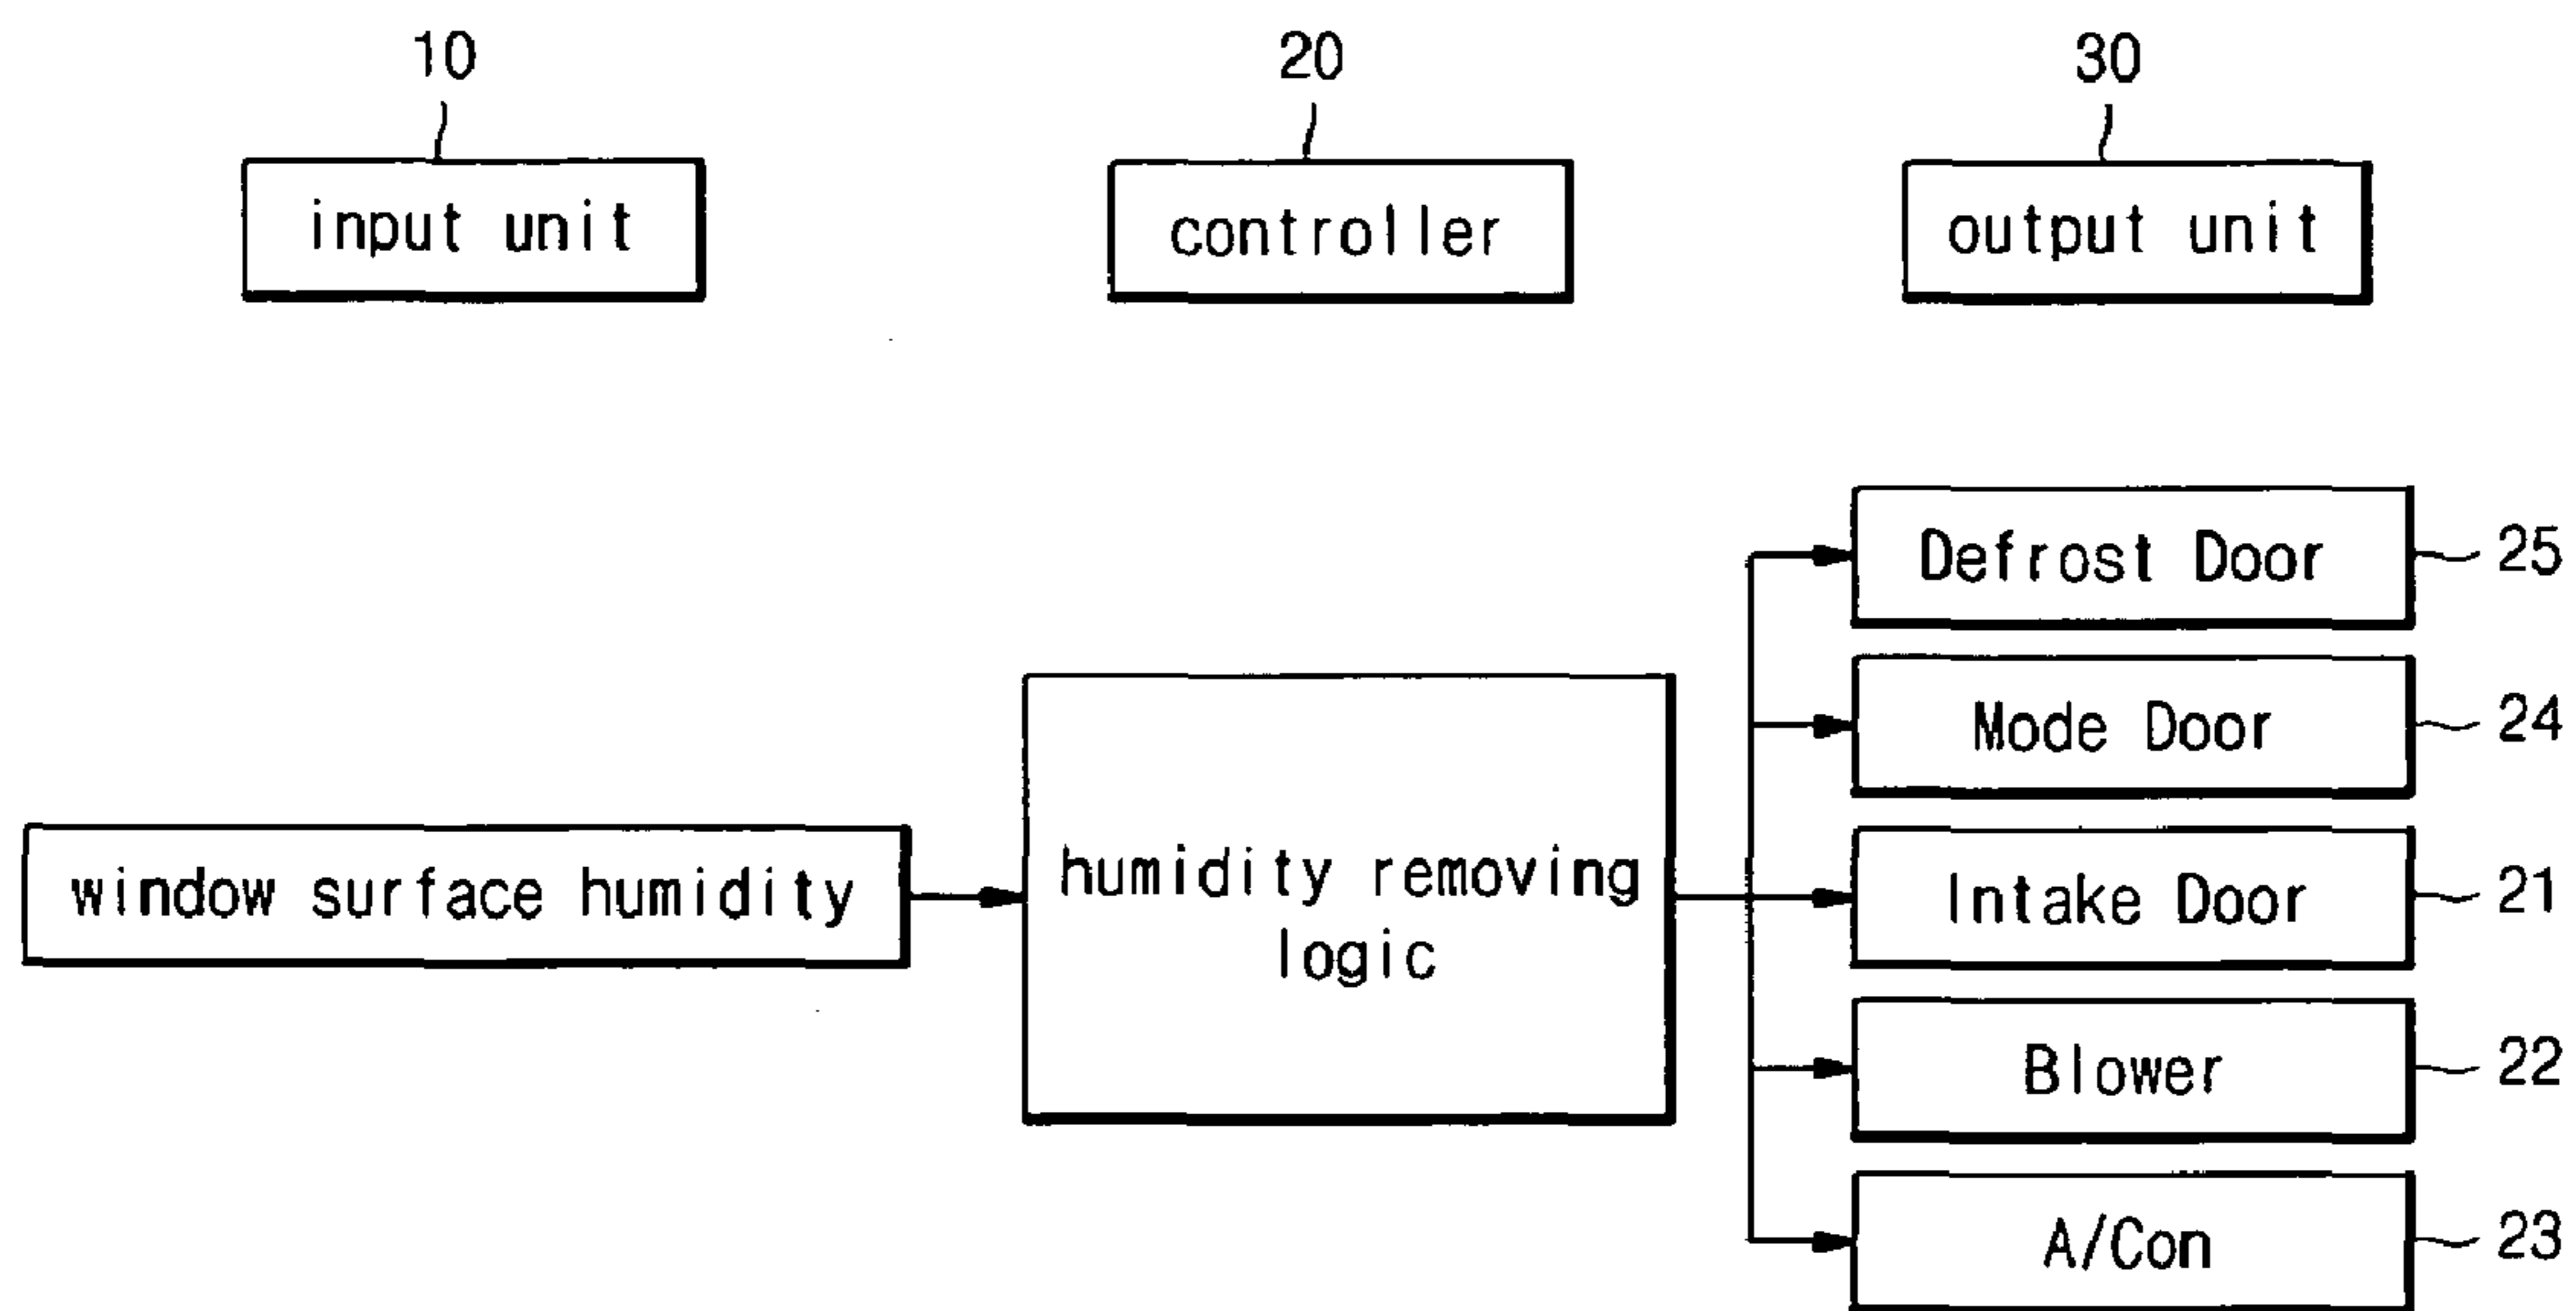 10
20
30
input unit
controller
output unit
Defrost Door
25
Mode Door
24
window surface humidity
humidity removing
logic
Intake Door
21
Blower
22
A/Con
23